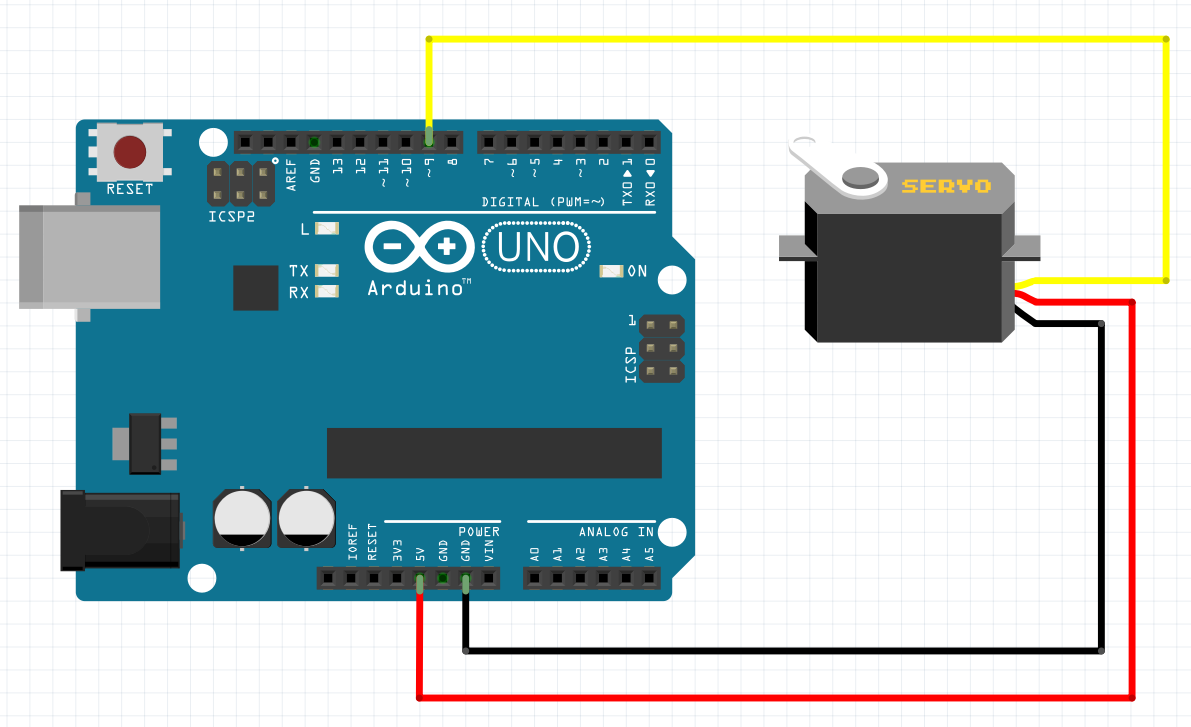 RESET
ICSP2
AREF
GND
13
12
~11
~10
~9
8
7
~6
~5
4
~3
2
TX0▶1
RX0◀0
DIGITAL (PWM=~)
L
TX
RX
UNO
Arduino™
ON
1
ICSP
SERVO
POWER
ANALOG IN
IOREF
RESET
3V3
5V
GND
GND
VIN
A0
A1
A2
A3
A4
A5